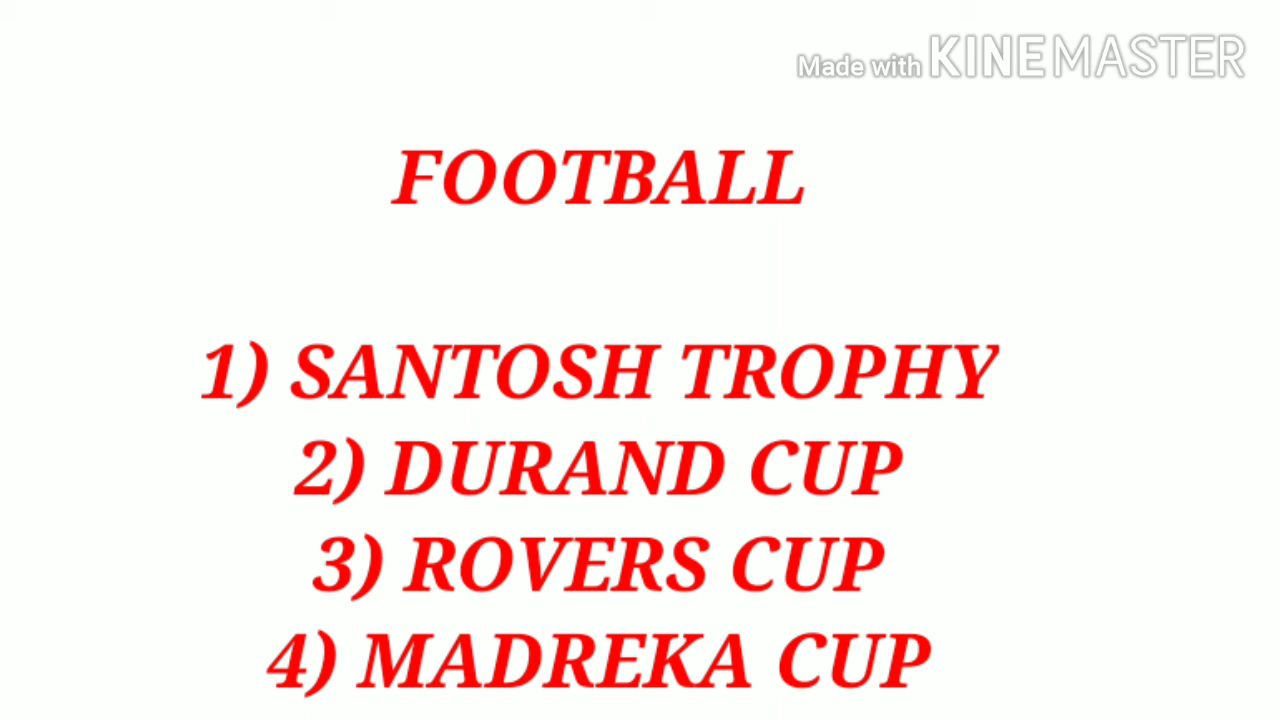 Made with KINEMASTER
FOOTBALL
1) SANTOSH TROPHY
2) DURAND CUP
3) ROVERS CUP
4) MADREKA CUP